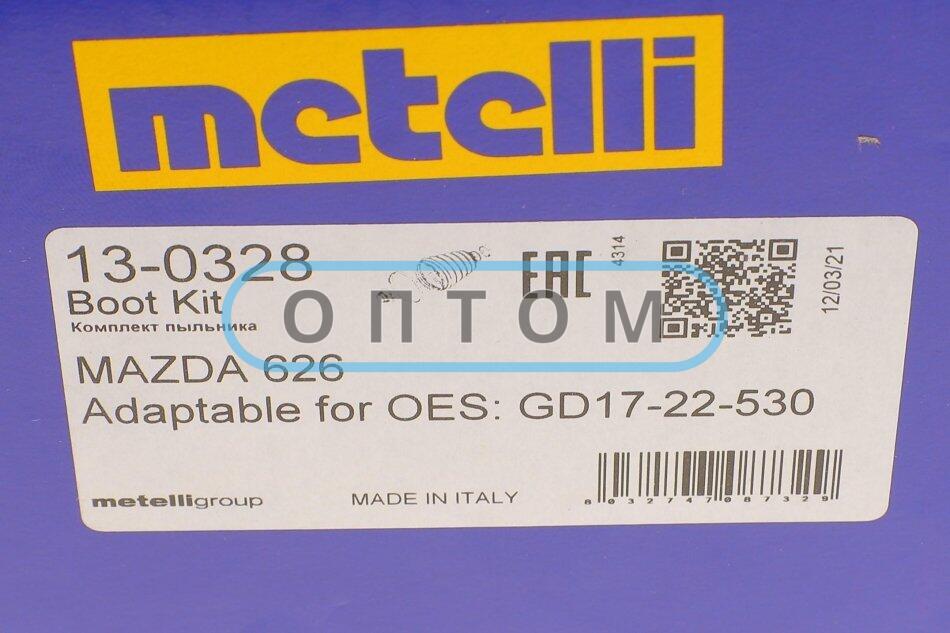 metelli
13-0328
Boot Kit
Комплект пыльника
EAC
4314
12/03/21
ОПТОМ
MAZDA 626
Adaptable for OES: GD17-22-530
metelligroup
MADE IN ITALY
8032747087329